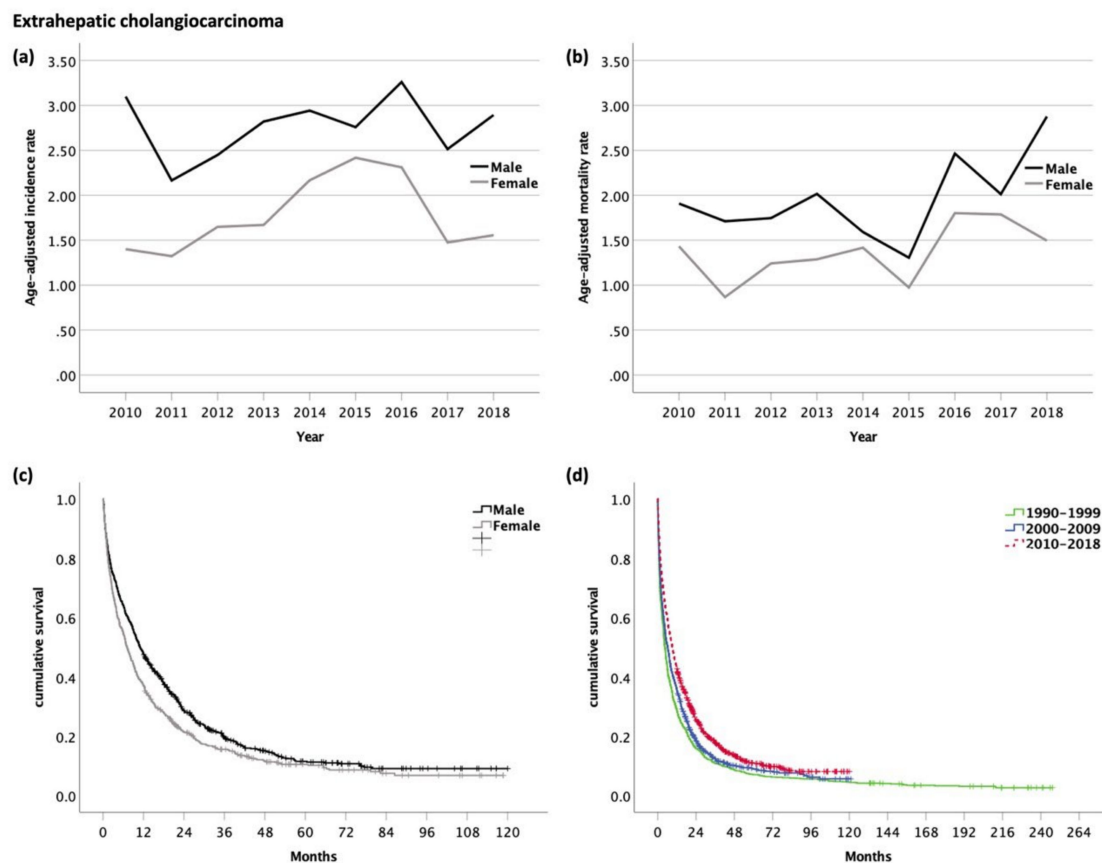 Extrahepatic cholangiocarcinoma
(a)
3.50
3.00
2.50
2.00
1.50
1.00
.50
.00
Age-adjusted incidence rate
Male
Female
2010 2011 2012 2013 2014 2015 2016 2017 2018
Year
(b)
3.50
3.00
2.50
2.00
1.50
1.00
.50
.00
Age-adjusted mortality rate
Male
Female
2010 2011 2012 2013 2014 2015 2016 2017 2018
Year
(c)
1.0
0.8
0.6
0.4
0.2
0.0
cumulative survival
Male
Female
0 12 24 36 48 60 72 84 96 108 120
Months
(d)
1.0
0.8
0.6
0.4
0.2
0.0
cumulative survival
1990-1999
2000-2009
2010-2018
0 24 48 72 96 120 144 168 192 216 240 264
Months